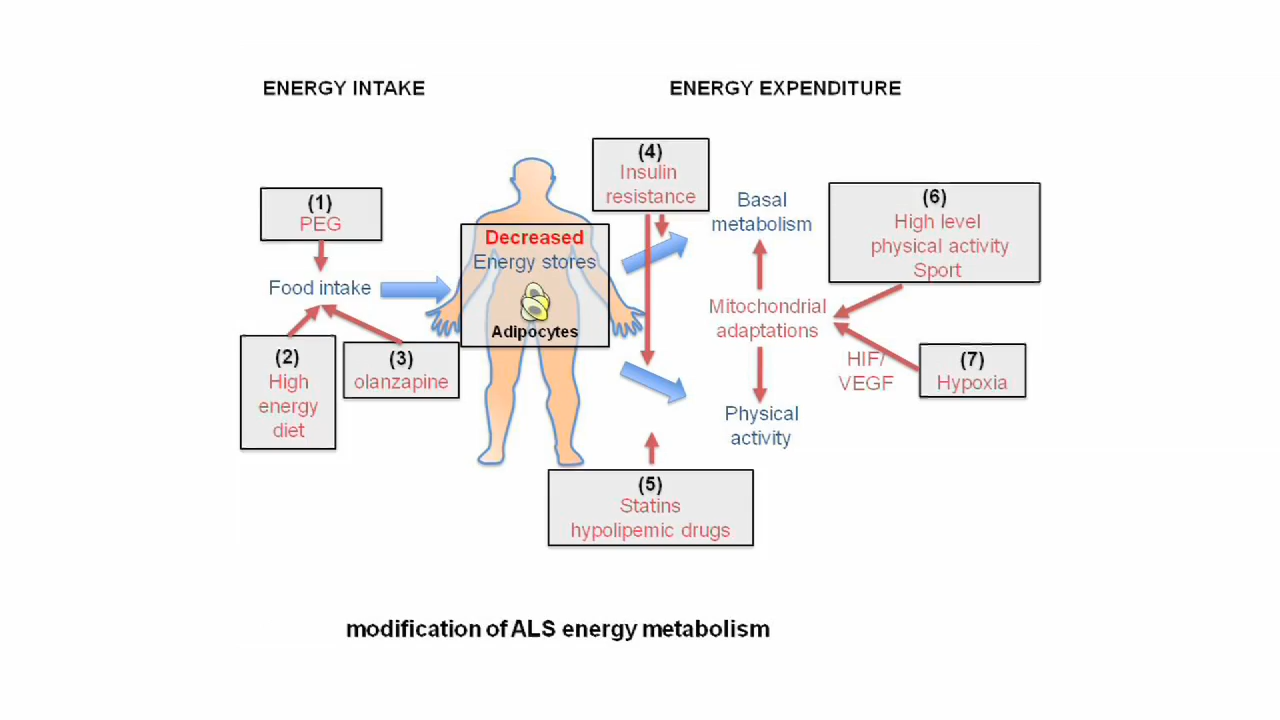 ENERGY INTAKE
ENERGY EXPENDITURE
(1)
PEG
Food intake
(2)
High
energy
diet
(3)
olanzapine
Decreased
Energy stores
Adipocytes
(4)
Insulin
resistance
Basal
metabolism
Mitochondrial
adaptations
Physical
activity
(5)
Statins
hypolipemic drugs
(6)
High level
physical activity
Sport
HIF/
VEGF
(7)
Hypoxia
modification of ALS energy metabolism